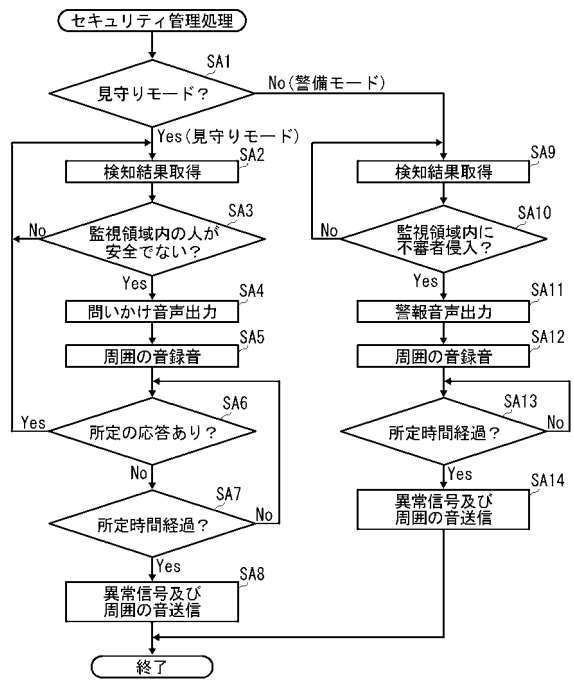 セキュリティ管理処理
SA1
見守りモード?
No(警備モード)
Yes(見守りモード)
SA2
検知結果取得
SA3
監視領域内の人が
安全でない?
No
Yes
SA4
問いかけ音声出力
SA5
周囲の音録音
SA6
所定の応答あり?
Yes
No
SA7
所定時間経過?
No
Yes
SA8
異常信号及び
周囲の音送信
SA9
検知結果取得
SA10
監視領域内に
不審者侵入?
No
Yes
SA11
警報音声出力
SA12
周囲の音録音
SA13
所定時間経過?
No
Yes
SA14
異常信号及び
周囲の音送信
終了